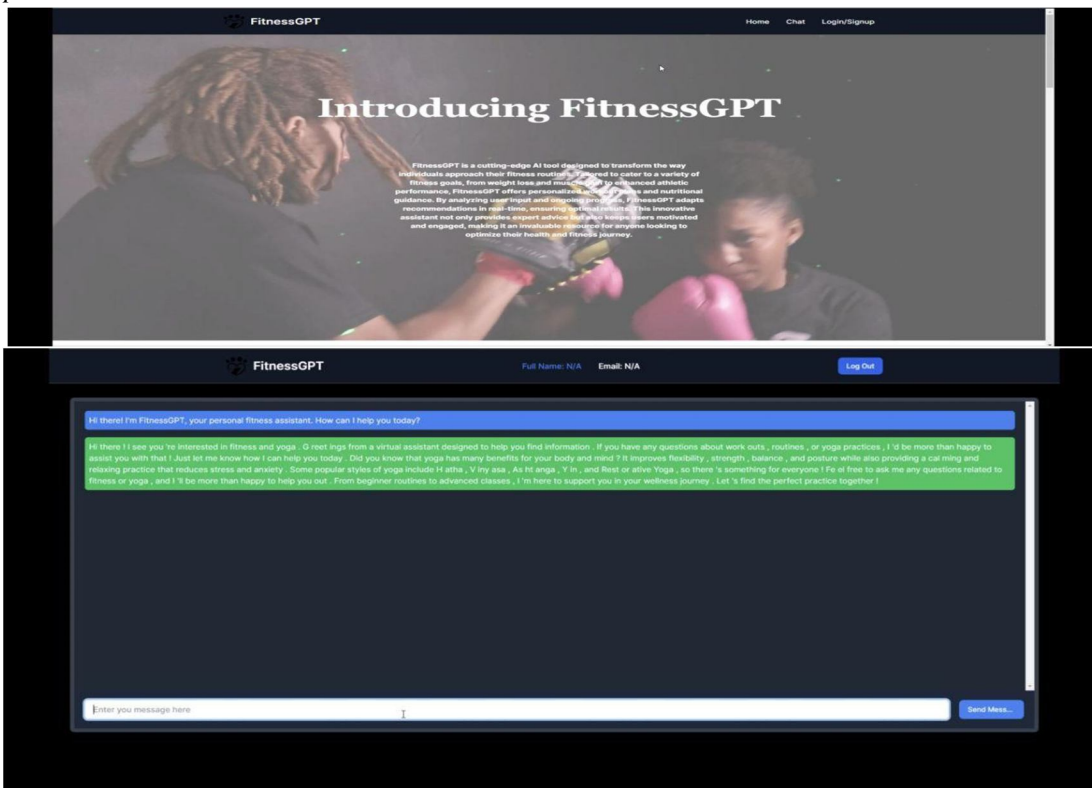 FitnessGPT
Home Chat Login/Signup
Introducing FitnessGPT
FitnessGPT is a cutting-edge AI tool designed to transform the way
individuals approach their fitness routines. Tailored to cater to a variety of
fitness goals, from weight loss and muscle gain to enhanced athletic
performance, FitnessGPT offers personalized workout plans and nutritional
guidance. By analyzing user input and ongoing progress, FitnessGPT adapts
recommendations in real-time, ensuring optimal results. This innovative
assistant not only provides expert advice but also keeps users motivated
and engaged, making it an invaluable resource for anyone looking to
optimize their health and fitness journey.
FitnessGPT
Full Name: N/A Email: N/A
Log Out
Hi there! I'm FitnessGPT, your personal fitness assistant. How can I help you today?
Hi there ! I see you 're interested in fitness and yoga . G reet ings from a virtual assistant designed to help you find information . If you have any questions about work outs , routines , or yoga practices , I 'd be more than happy to
assist you with that ! Just let me know how I can help you today . Did you know that yoga has many benefits for your body and mind ? It improves flexibility , strength , balance , and posture while also providing a cal ming and
relaxing practice that reduces stress and anxiety . Some popular styles of yoga include H atha , V iny asa , As ht anga , Y in , and Rest or ative Yoga , so there 's something for everyone ! Fe el free to ask me any questions related to
fitness or yoga , and I 'll be more than happy to help you out . From beginner routines to advanced classes , I 'm here to support you in your wellness journey . Let 's find the perfect practice together !
Enter you message here
Send Mess...